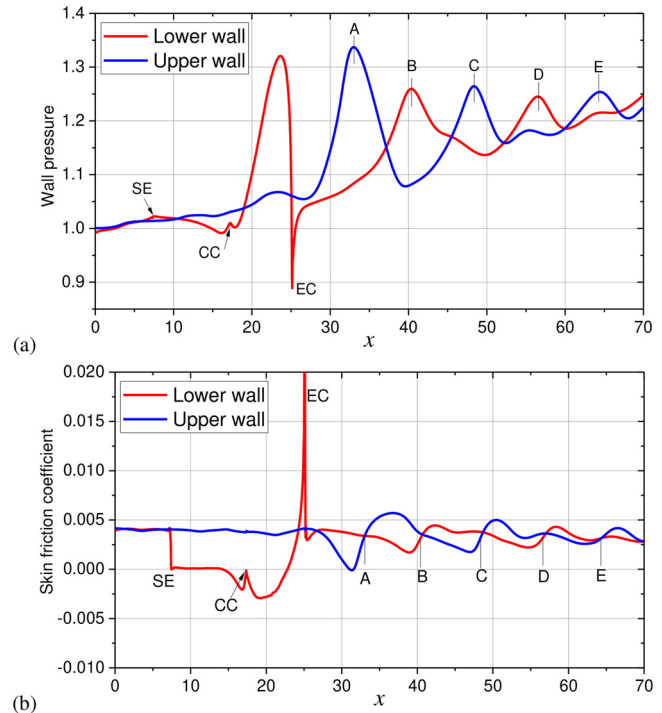 Lower wall
Upper wall
A
B
C
D
E
SE
CC
EC
1.4
1.3
1.2
1.1
1.0
0.9
Wall pressure
0 10 20 30 40 50 60 70
x
(a)
Lower wall
Upper wall
EC
SE
CC
A
B
C
D
E
0.020
0.015
0.010
0.005
0.000
-0.005
-0.010
Skin friction coefficient
0 10 20 30 40 50 60 70
x
(b)